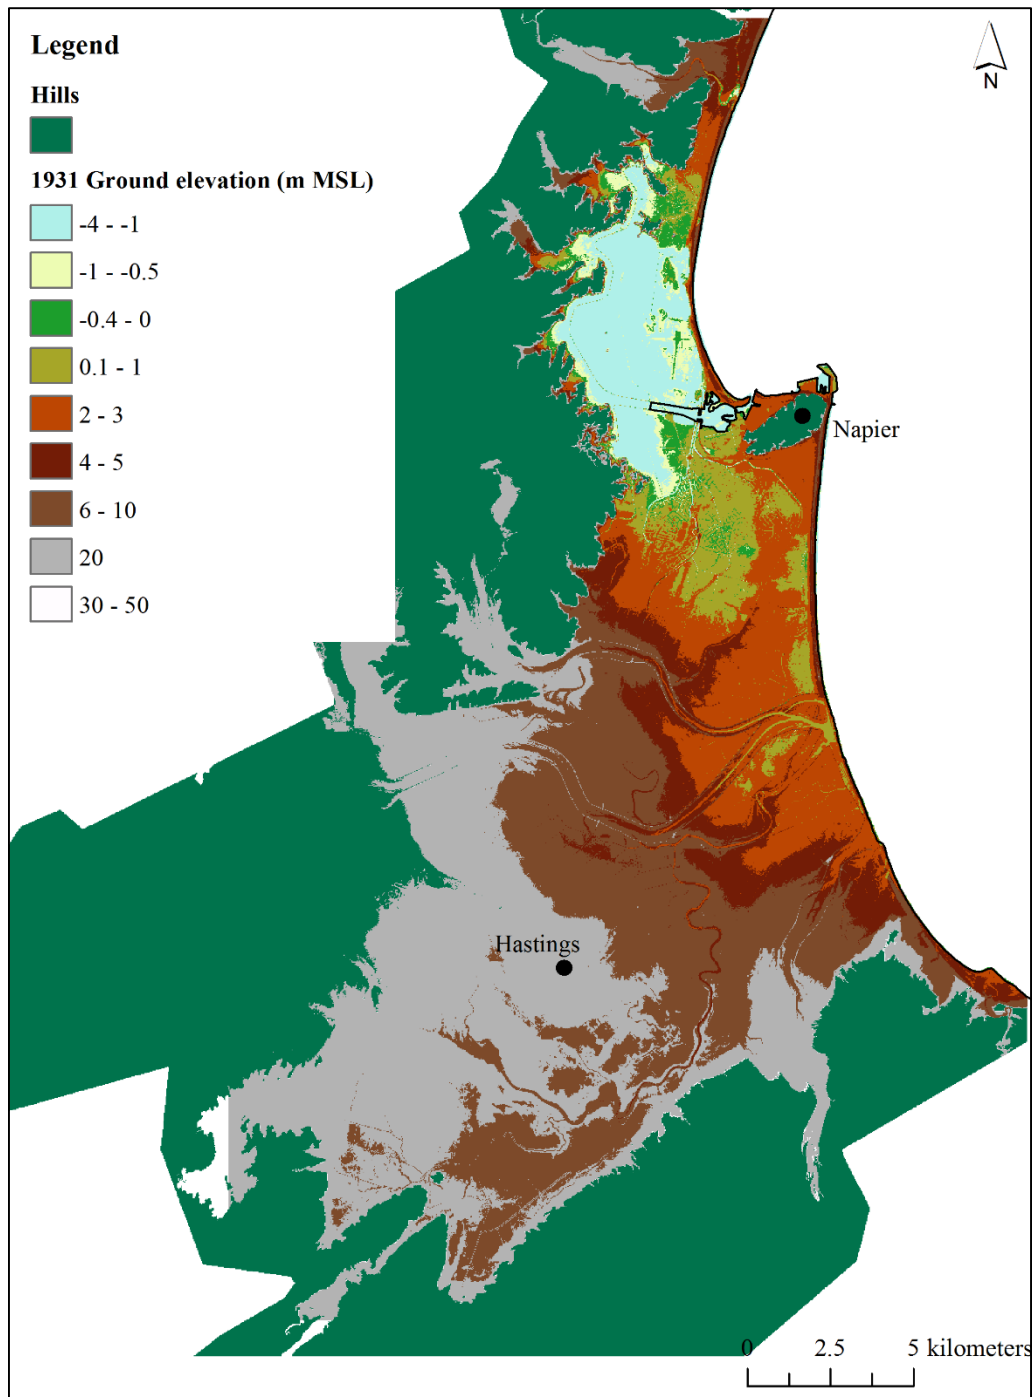 Legend
N
Hills
1931 Ground elevation (m MSL)
-4 - -1
-1 - -0.5
-0.4 - 0
0.1 - 1
2 - 3
4 - 5
6 - 10
20
30 - 50
Napier
Hastings
0 2.5 5 kilometers